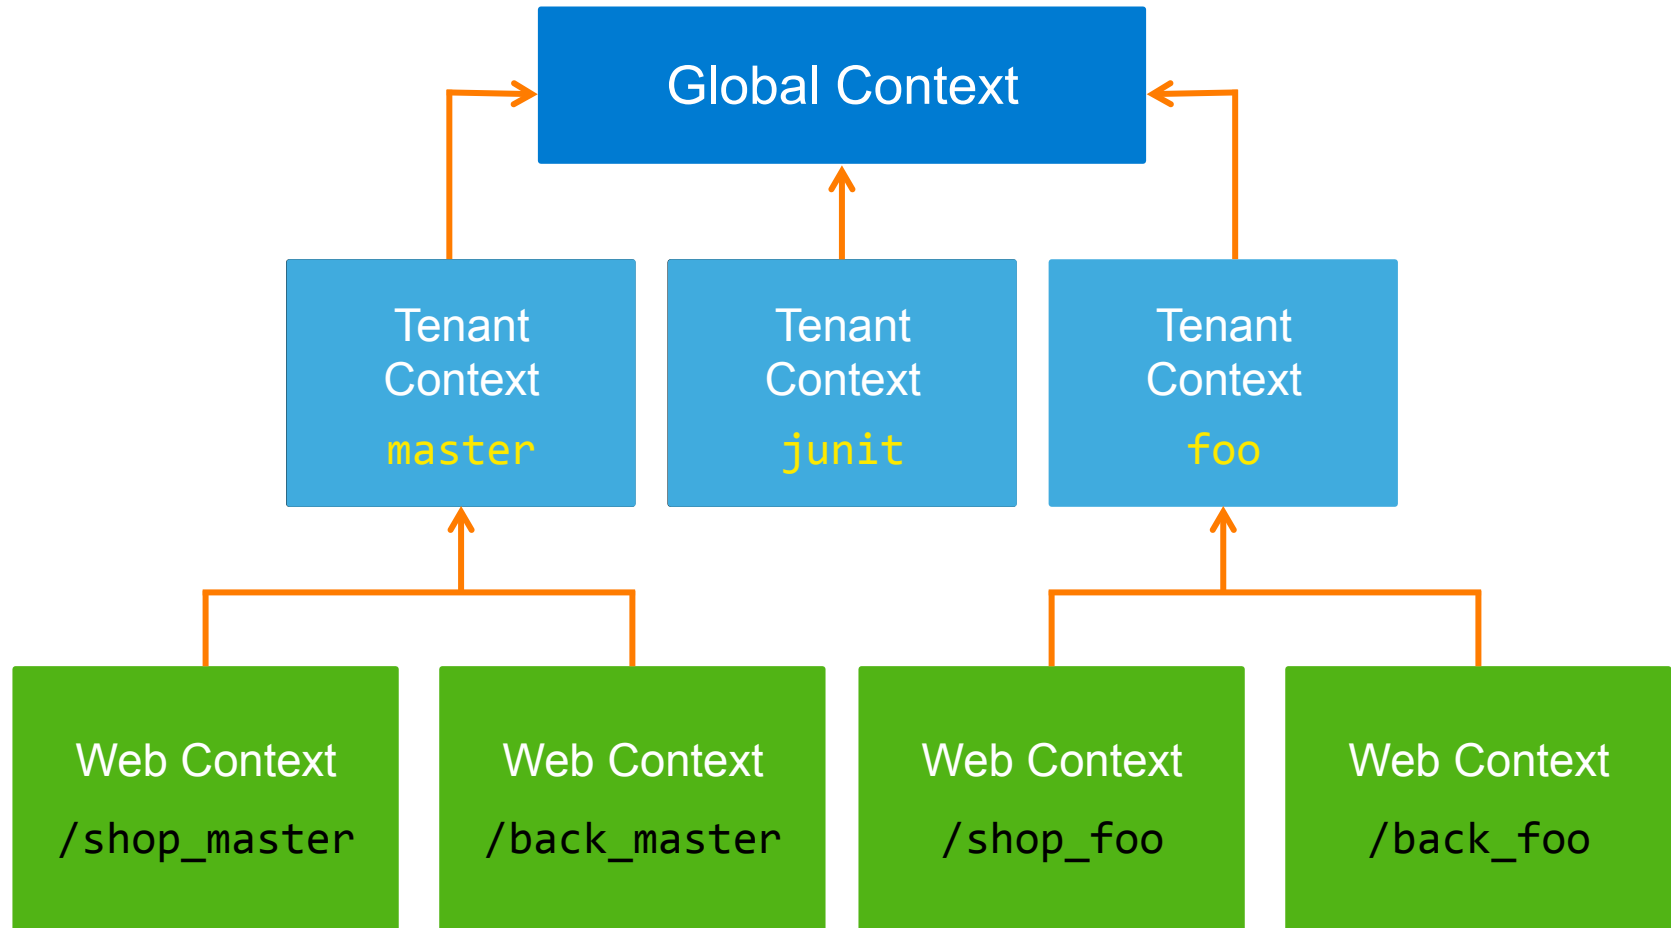 Global Context
Tenant
Context
master
Tenant
Context
junit
Tenant
Context
foo
Web Context
/shop_master
Web Context
/back_master
Web Context
/shop_foo
Web Context
/back_foo